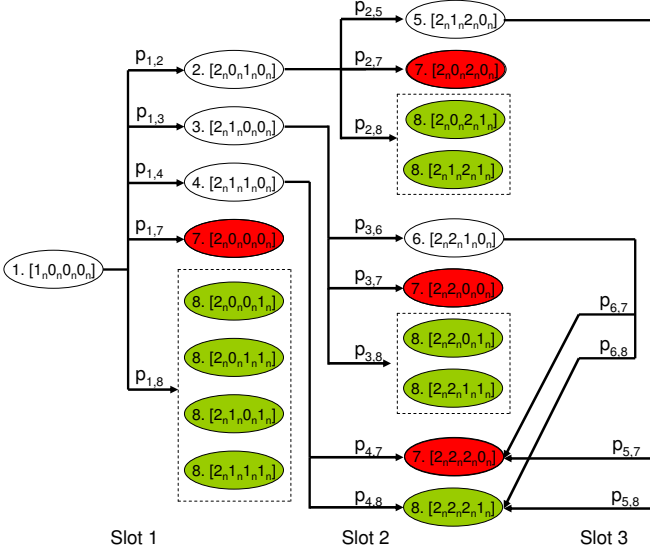 p2,5
5. [2n1n2n0n]
p1,2
2. [2n0n1n0n]
p2,7
7. [2n0n2n0n]
p1,3
3. [2n1n0n0n]
p2,8
8. [2n0n2n1n]
p1,4
4. [2n1n1n0n]
8. [2n1n2n1n]
p1,7
7. [2n0n0n0n]
p3,6
6. [2n2n1n0n]
1. [1n0n0n0n]
p3,7
7. [2n2n0n0n]
8. [2n0n0n1n]
p6,7
8. [2n2n0n1n]
p6,8
8. [2n0n1n1n]
p3,8
p1,8
8. [2n2n1n1n]
8. [2n1n0n1n]
p4,7
7. [2n2n2n0n]
p5,7
8. [2n1n1n1n]
p4,8
8. [2n2n2n1n]
p5,8
Slot 1
Slot 2
Slot 3